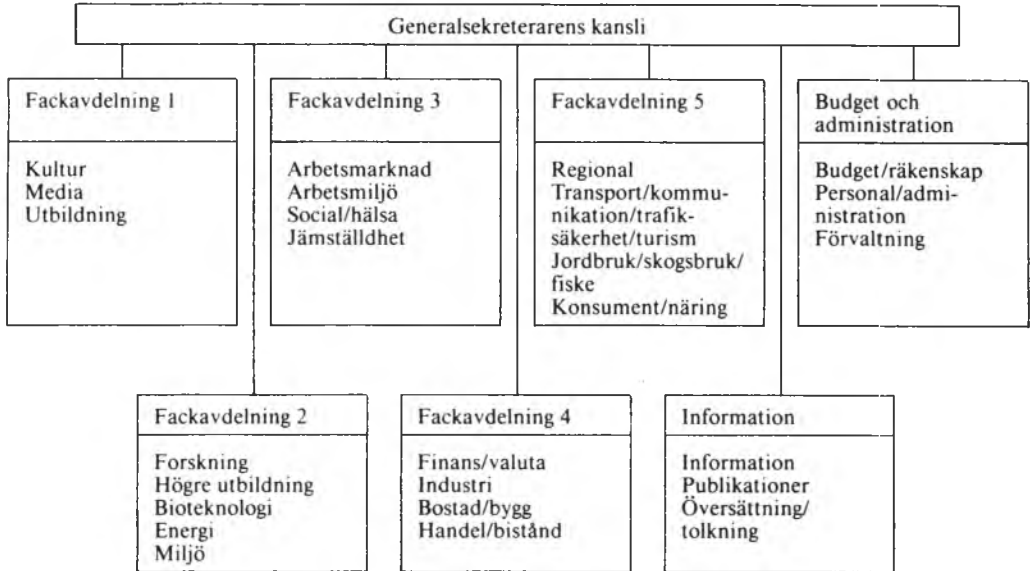 Generalsekreterarens kansli
Fackavdelning 1
Kultur
Media
Utbildning
Fackavdelning 3
Arbetsmarknad
Arbetsmiljö
Social/hälsa
Jämställdhet
Fackavdelning 5
Regional
Transport/kommu-
nikation/trafik-
säkerhet/turism
Jordbruk/skogsbruk/
fiske
Konsument/näring
Budget och
administration
Budget/räkenskap
Personal/admi-
nistration
Förvaltning
Fackavdelning 2
Forskning
Högre utbildning
Bioteknologi
Energi
Miljö
Fackavdelning 4
Finans/valuta
Industri
Bostad/bygg
Handel/bistånd
Information
Information
Publikationer
Översättning/
tolkning